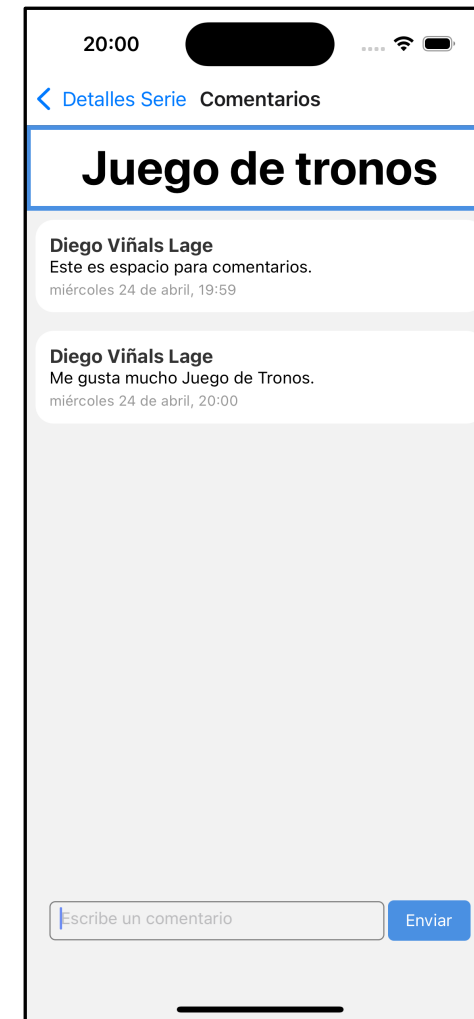 20:00
Detalles Serie Comentarios
Juego de tronos
Diego Viñals Lage
Este es espacio para comentarios.
miércoles 24 de abril, 19:59
Diego Viñals Lage
Me gusta mucho Juego de Tronos.
miércoles 24 de abril, 20:00
Escribe un comentario
Enviar